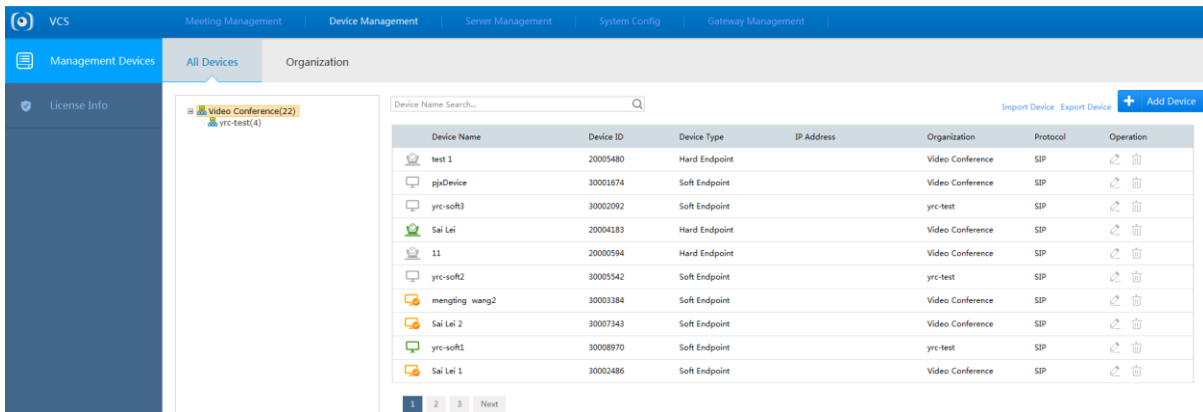 VCS Meeting Management Device Management Server Management System Config Gateway Management
Management Devices All Devices Organization
License Info
Video Conference(22)
yrc-test(4)
Device Name Search... Import Device Export Device Add Device
Device Name Device ID Device Type IP Address Organization Protocol Operation
test 1 20005480 Hard Endpoint Video Conference SIP
pjxDevice 30001674 Soft Endpoint Video Conference SIP
yrc-soft3 30002092 Soft Endpoint yrc-test SIP
Sai Lei 20004183 Hard Endpoint Video Conference SIP
11 20000594 Hard Endpoint Video Conference SIP
yrc-soft2 30005542 Soft Endpoint yrc-test SIP
mengting wang2 30003384 Soft Endpoint Video Conference SIP
Sai Lei 2 30007343 Soft Endpoint Video Conference SIP
yrc-soft1 30008970 Soft Endpoint yrc-test SIP
Sai Lei 1 30002486 Soft Endpoint Video Conference SIP
1 2 3 Next